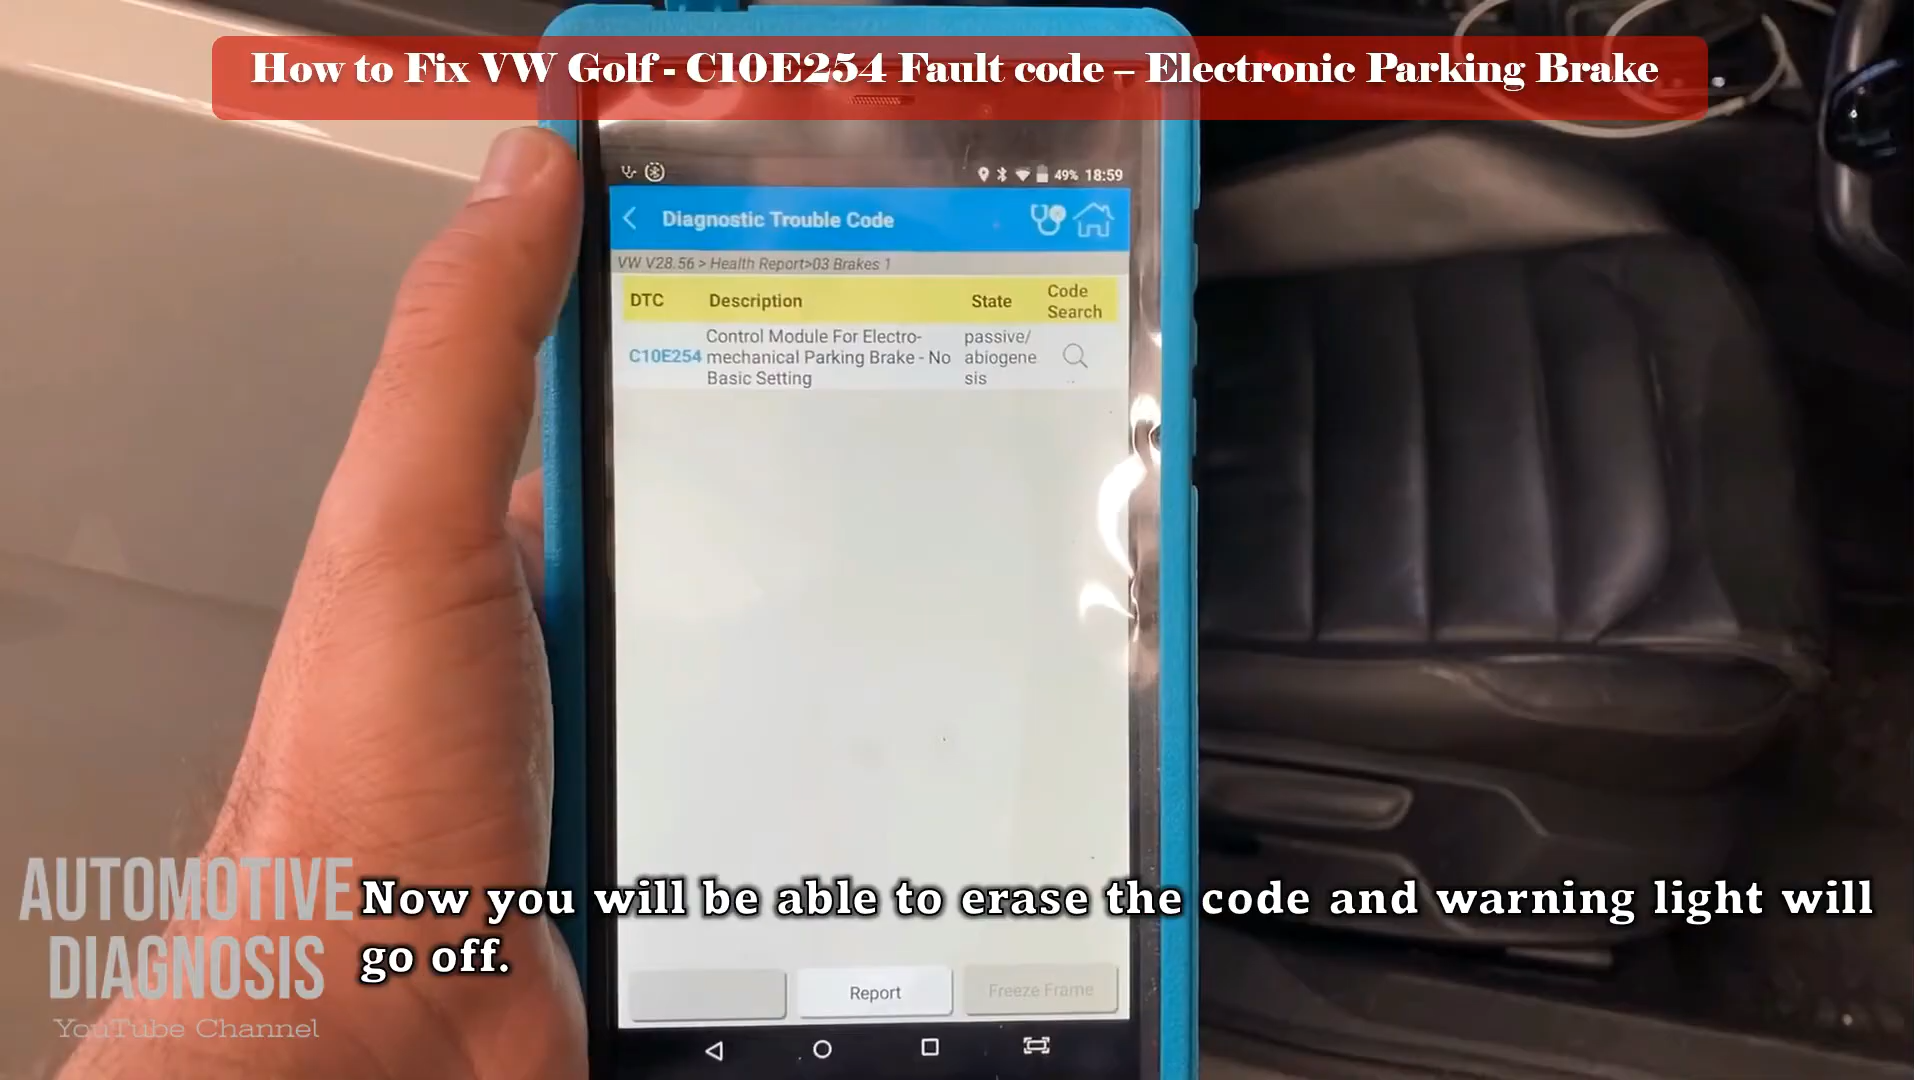 How to Fix VW Golf - C10E254 Fault code – Electronic Parking Brake
49% 18:59
Diagnostic Trouble Code
VW V28.56 > Health Report>03 Brakes 1
DTC Description State Code Search
C10E254 Control Module For Electro-mechanical Parking Brake - No Basic Setting passive/abiogenesis
Now you will be able to erase the code and warning light will
go off.
AUTOMOTIVE
DIAGNOSIS
YouTube Channel
Report Freeze Frame